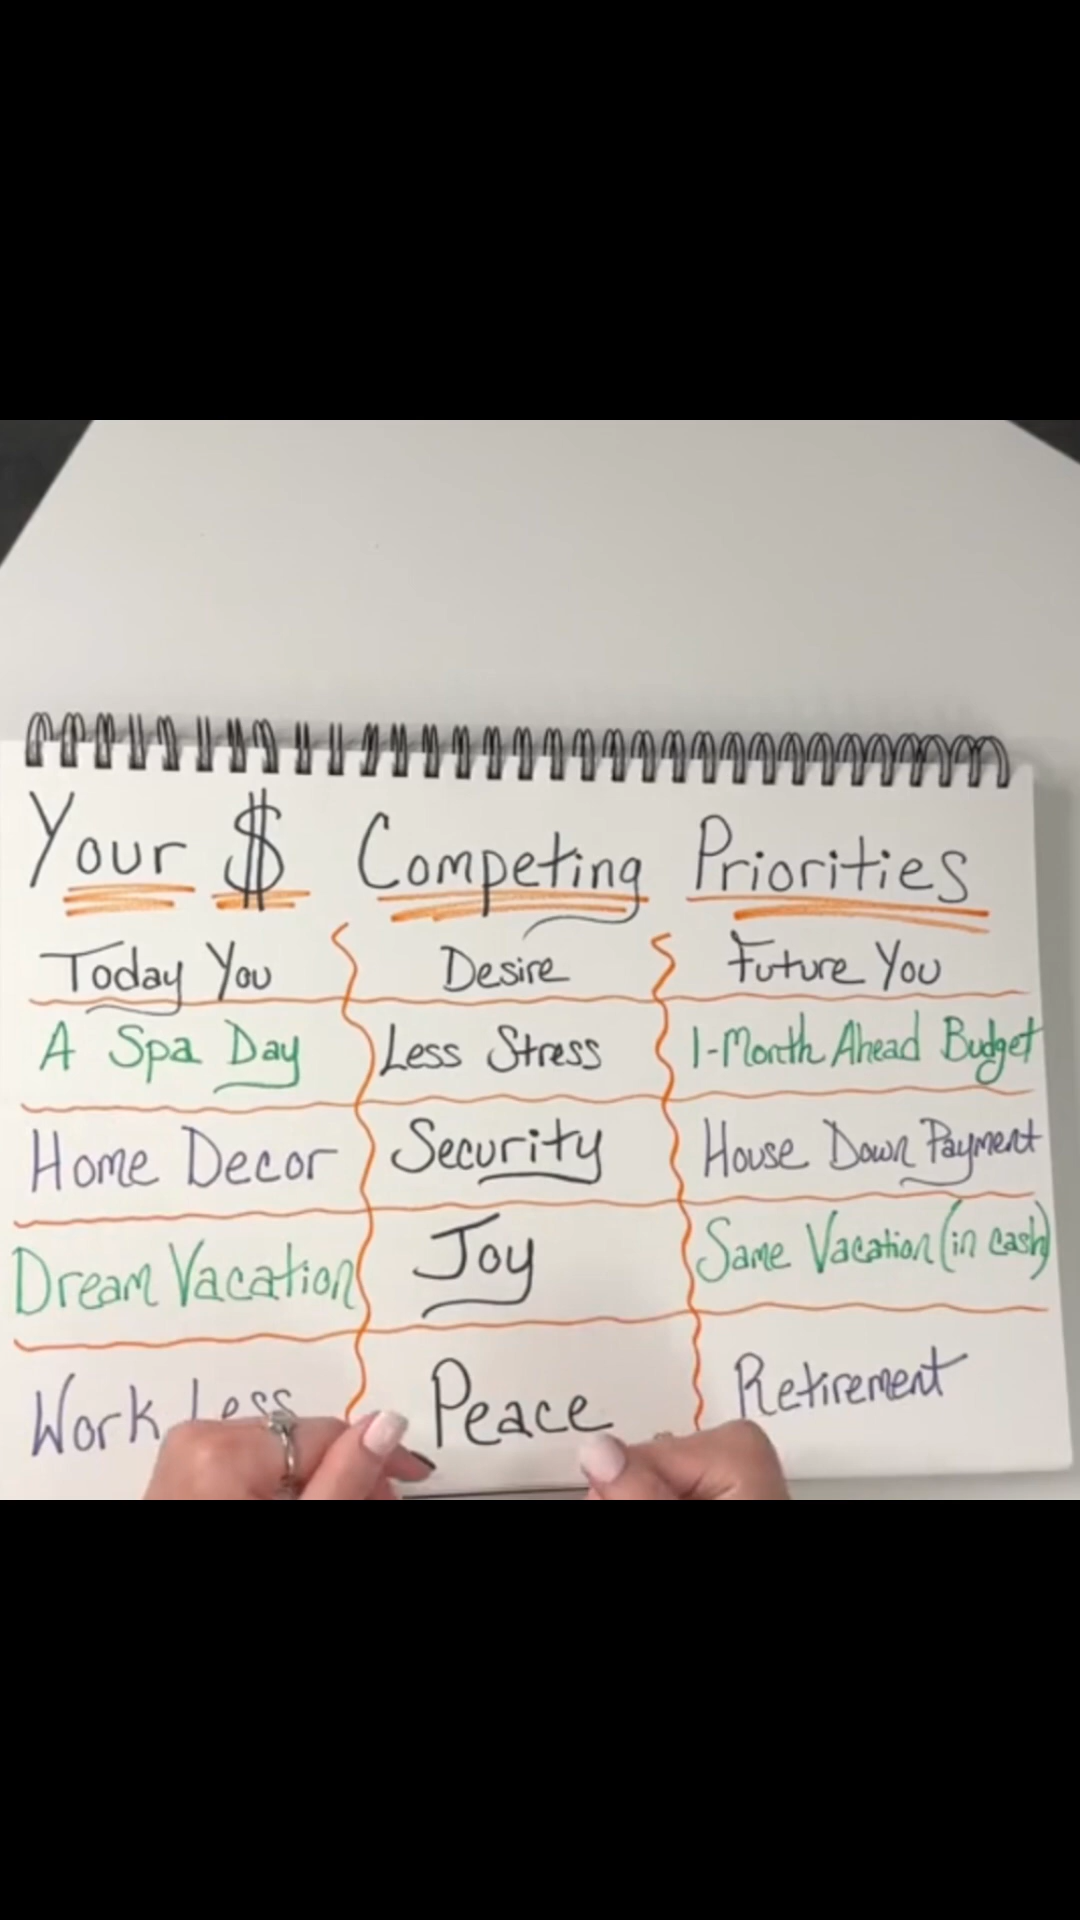 Your $ Competing Priorities
Today You Desire Future You
A Spa Day Less Stress 1-Month Ahead Budget
Home Decor Security House Down Payment
Dream Vacation Joy Same Vacation (in cash)
Work Less Peace Retirement